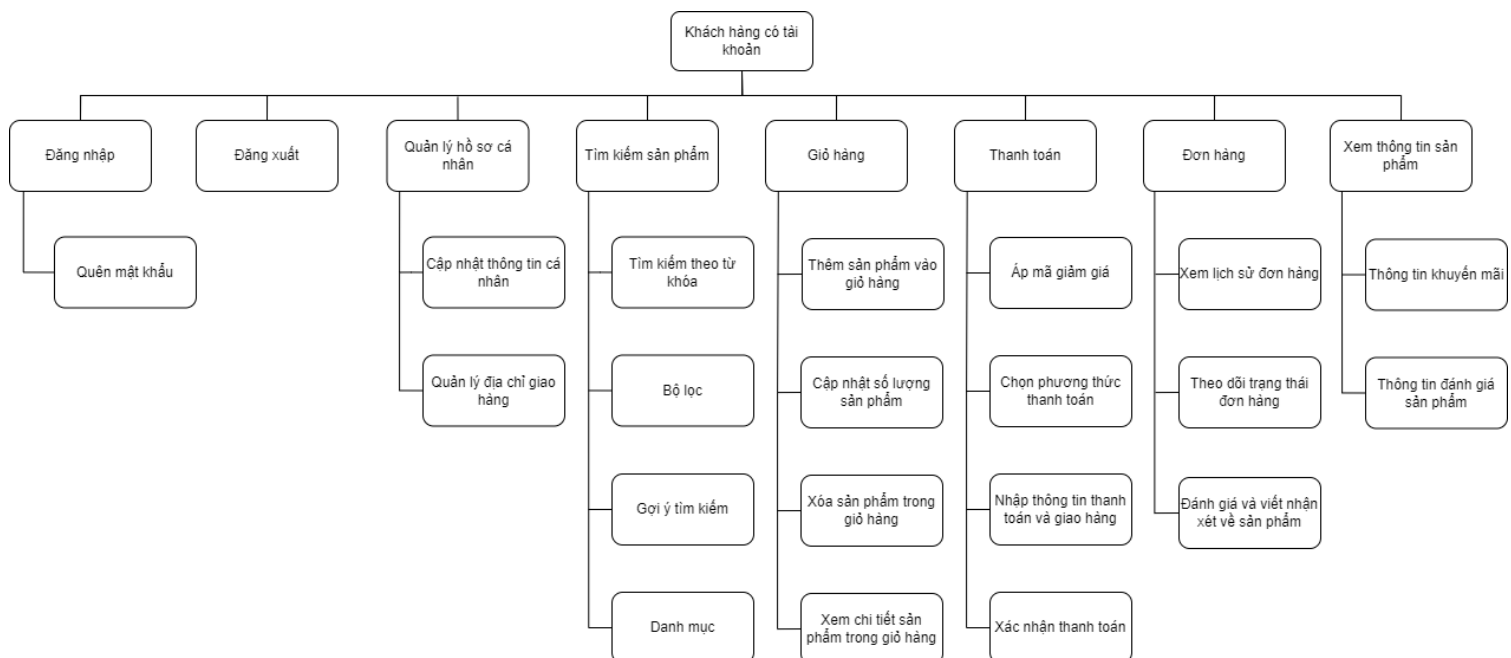 Khách hàng có tài
khoản
Đăng nhập
Đăng xuất
Quản lý hồ sơ cá
nhân
Tìm kiếm sản phẩm
Giỏ hàng
Thanh toán
Đơn hàng
Xem thông tin sản
phẩm
Quên mật khẩu
Cập nhật thông tin cá
nhân
Tìm kiếm theo từ
khóa
Thêm sản phẩm vào
giỏ hàng
Áp mã giảm giá
Xem lịch sử đơn hàng
Thông tin khuyến mãi
Quản lý địa chỉ giao
hàng
Bộ lọc
Cập nhật số lượng
sản phẩm
Chọn phương thức
thanh toán
Theo dõi trạng thái
đơn hàng
Thông tin đánh giá
sản phẩm
Gợi ý tìm kiếm
Xóa sản phẩm trong
giỏ hàng
Nhập thông tin thanh
toán và giao hàng
Đánh giá và viết nhận
xét về sản phẩm
Danh mục
Xem chi tiết sản
phẩm trong giỏ hàng
Xác nhận thanh toán